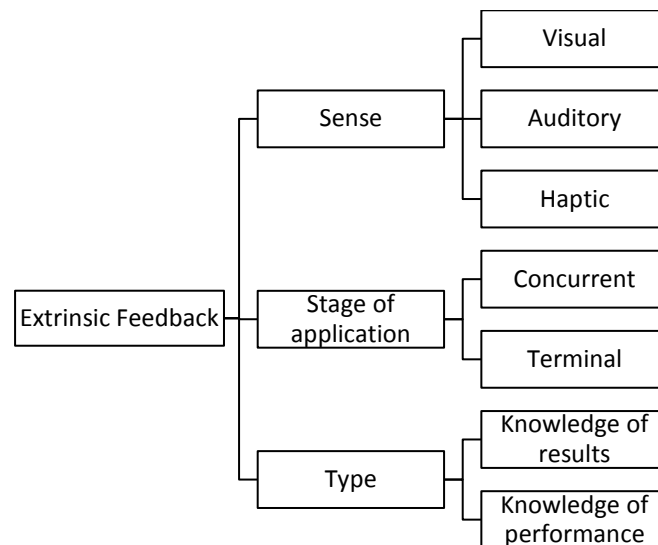 Visual
Sense
Auditory
Haptic
Extrinsic Feedback
Stage of
application
Concurrent
Terminal
Type
Knowledge of
results
Knowledge of
performance